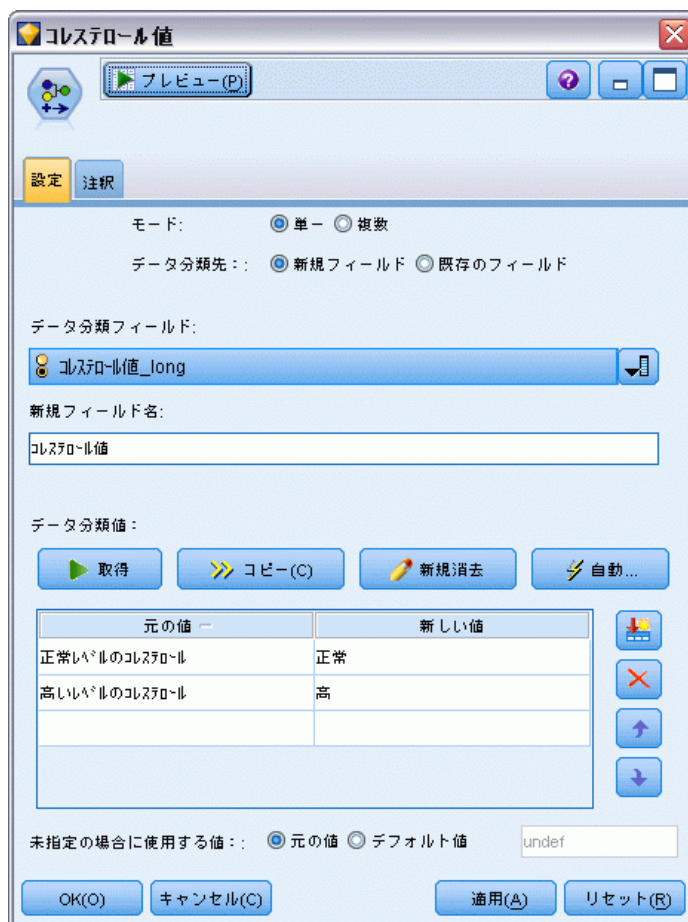 コレステロール値
プレビュー(P)
設定
注釈
モード: 単一 複数
データ分類先:: 新規フィールド 既存のフィールド
データ分類フィールド:
コレステロール値_long
新規フィールド名:
コレステロール値
データ分類値:
取得 コピー(C) 新規消去 自動...
元の値 新しい値
正常レベルのコレステロール 正常
高いレベルのコレステロール 高
未指定の場合に使用する値:: 元の値 デフォルト値 undef
OK(O) キャンセル(C) 適用(A) リセット(R)